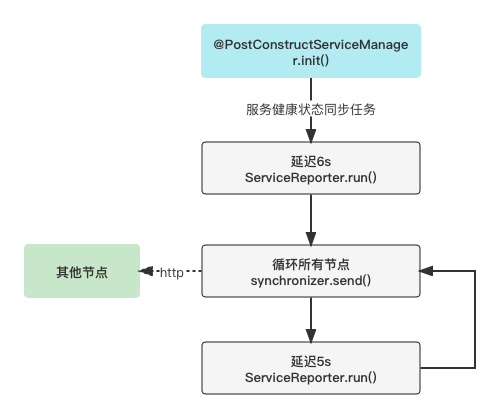 @PostConstructServiceManage
r.init()
服务健康状态同步任务
延迟6s
ServiceReporter.run()
循环所有节点
synchronizer.send()
http
其他节点
延迟5s
ServiceReporter.run()